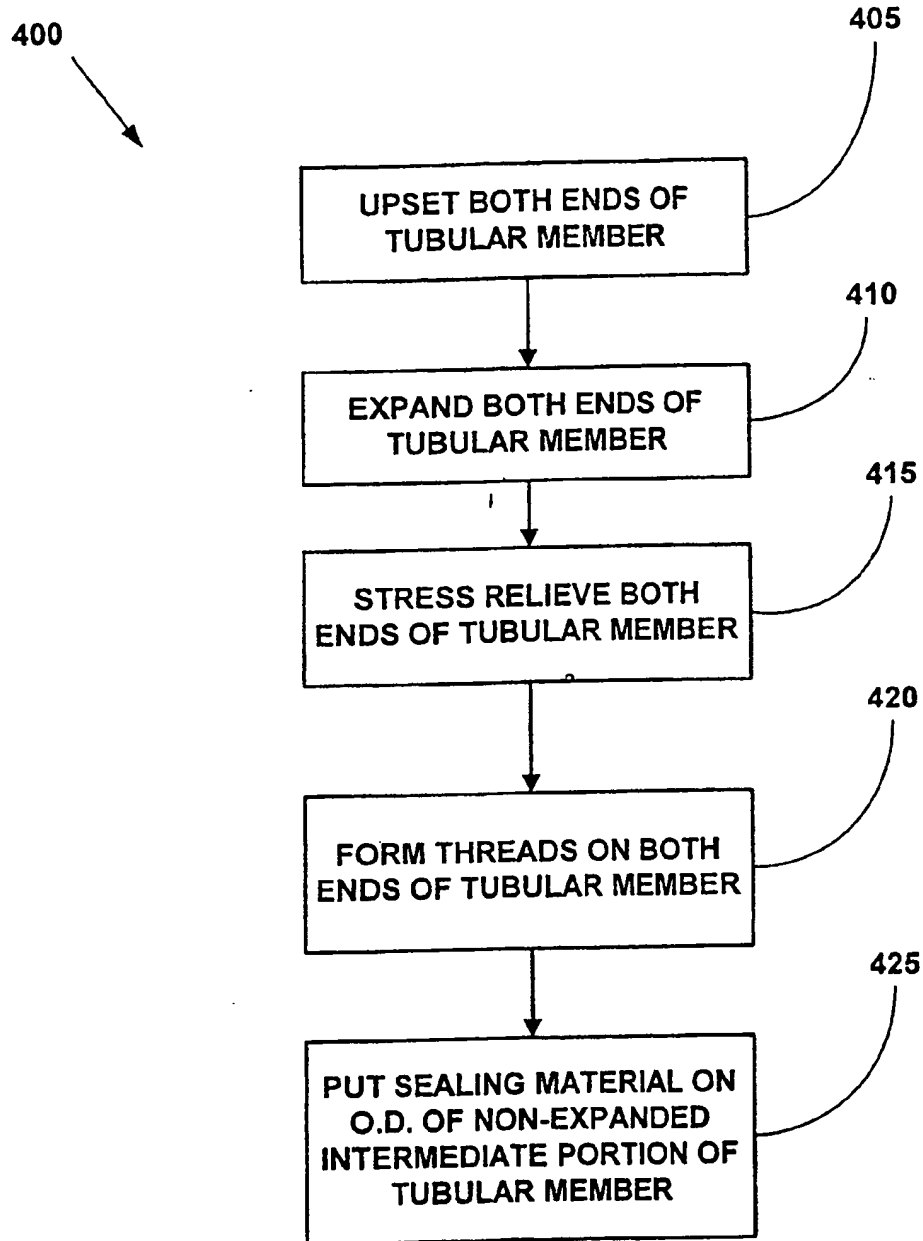 400
405
UPSET BOTH ENDS OF
TUBULAR MEMBER
410
EXPAND BOTH ENDS OF
TUBULAR MEMBER
415
STRESS RELIEVE BOTH
ENDS OF TUBULAR MEMBER
420
FORM THREADS ON BOTH
ENDS OF TUBULAR MEMBER
425
PUT SEALING MATERIAL ON
O.D. OF NON-EXPANDED
INTERMEDIATE PORTION OF
TUBULAR MEMBER